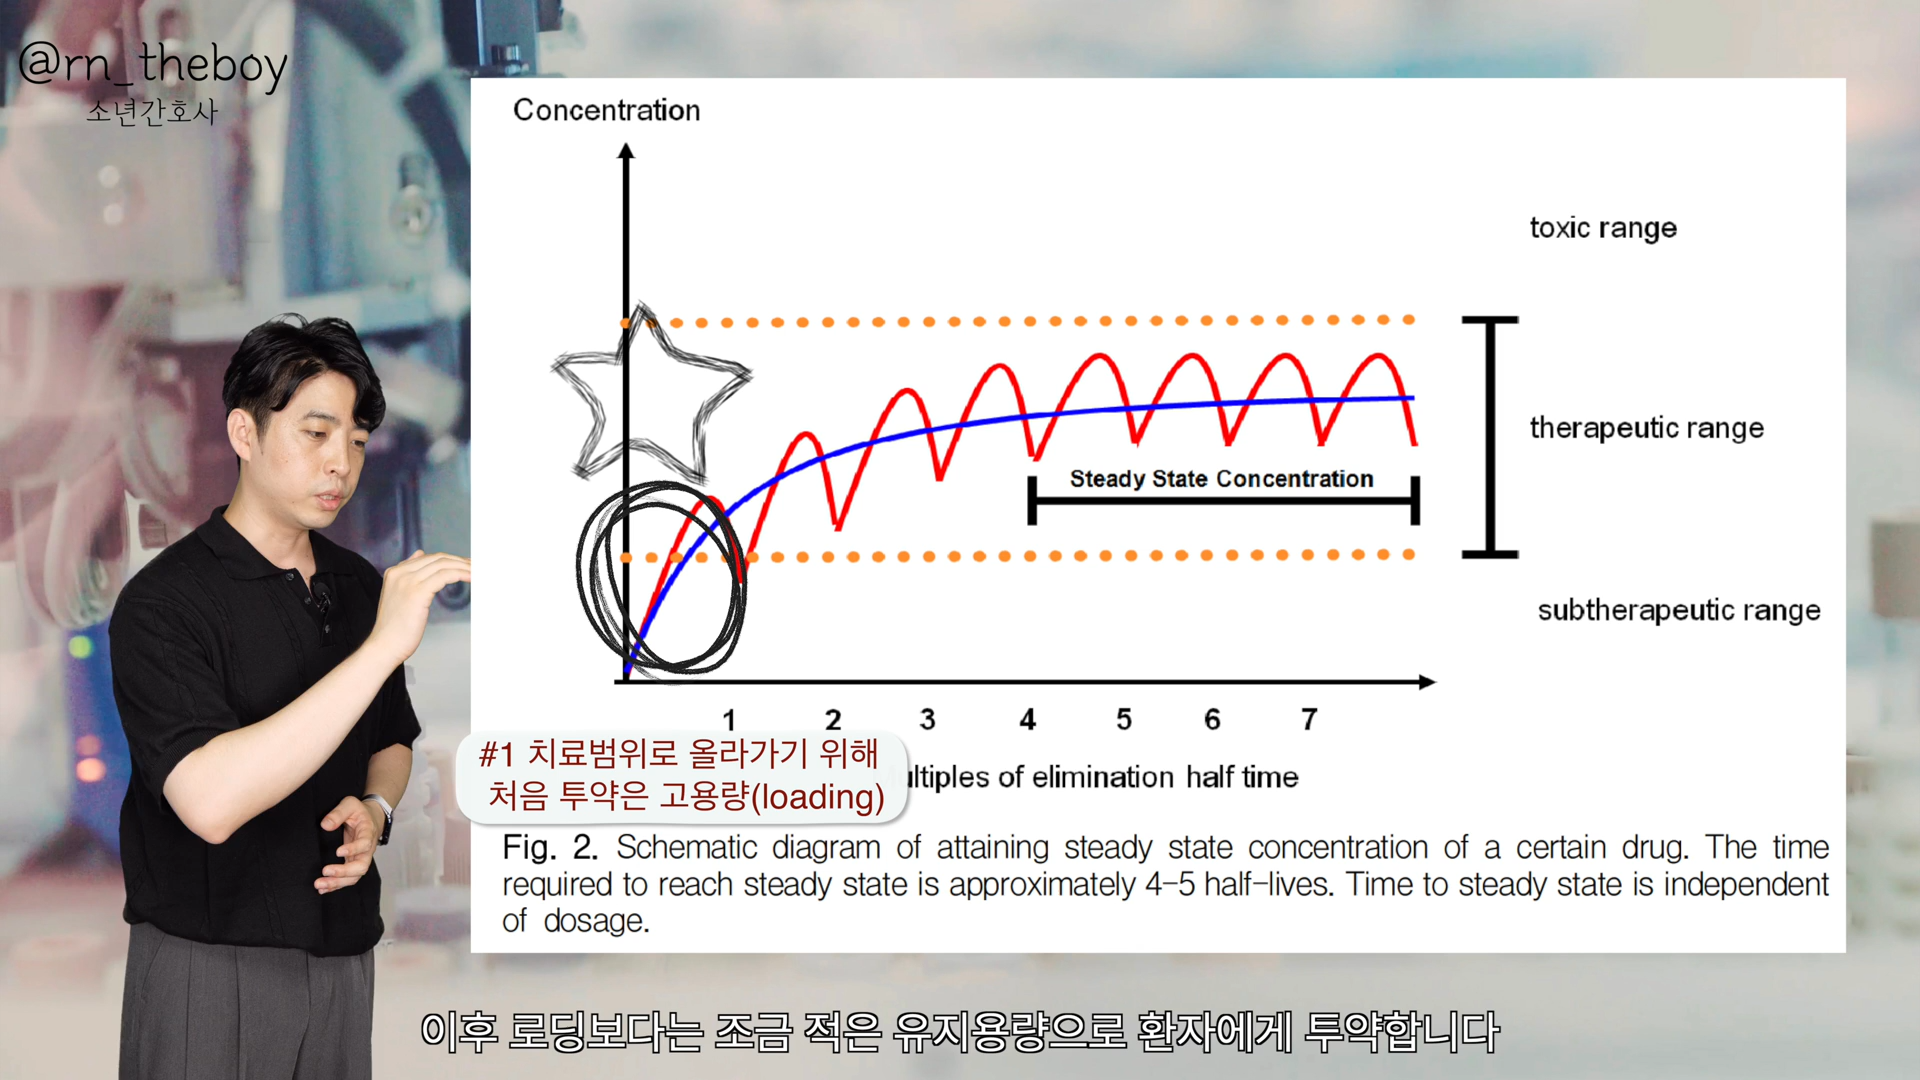 @rn_theboy
소년간호사
Concentration
toxic range
therapeutic range
Steady State Concentration
subtherapeutic range
1 2 3 4 5 6 7
#1 치료범위로 올라가기 위해
처음 투약은 고용량(loading)
ultiples of elimination half time
Fig. 2. Schematic diagram of attaining steady state concentration of a certain drug. The time
required to reach steady state is approximately 4-5 half-lives. Time to steady state is independent
of dosage.
이후 로딩보다는 조금 적은 유지용량으로 환자에게 투약합니다